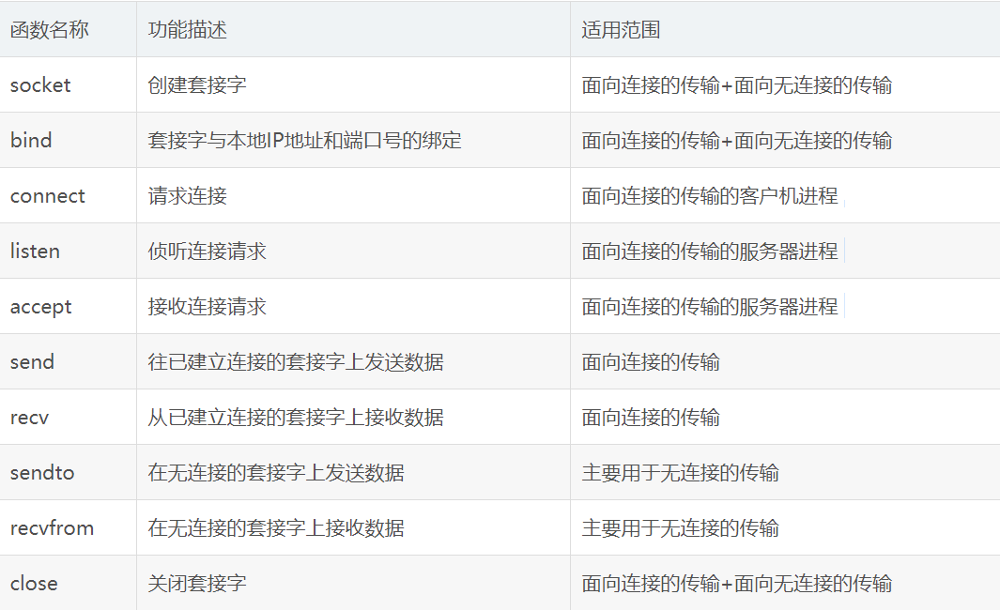 函数名称 功能描述 适用范围
socket 创建套接字 面向连接的传输+面向无连接的传输
bind 套接字与本地IP地址和端口号的绑定 面向连接的传输+面向无连接的传输
connect 请求连接 面向连接的传输的客户机进程
listen 侦听连接请求 面向连接的传输的服务器进程
accept 接收连接请求 面向连接的传输的服务器进程
send 往已建立连接的套接字上发送数据 面向连接的传输
recv 从已建立连接的套接字上接收数据 面向连接的传输
sendto 在无连接的套接字上发送数据 主要用于无连接的传输
recvfrom 在无连接的套接字上接收数据 主要用于无连接的传输
close 关闭套接字 面向连接的传输+面向无连接的传输